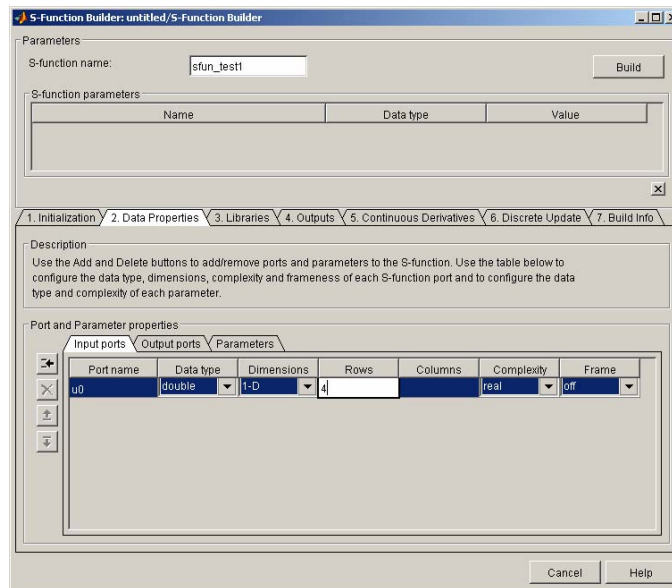 S-Function Builder: untitled/S-Function Builder
Parameters
S-function name: sfun_test1 Build
S-function parameters
Name Data type Value
1. Initialization 2. Data Properties 3. Libraries 4. Outputs 5. Continuous Derivatives 6. Discrete Update 7. Build Info
Description
Use the Add and Delete buttons to add/remove ports and parameters to the S-function. Use the table below to
configure the data type, dimensions, complexity and frameness of each S-function port and to configure the data
type and complexity of each parameter.
Port and Parameter properties
Input ports Output ports Parameters
Port name Data type Dimensions Rows Columns Complexity Frame
u0 double 1-D 4 real off
Cancel Help